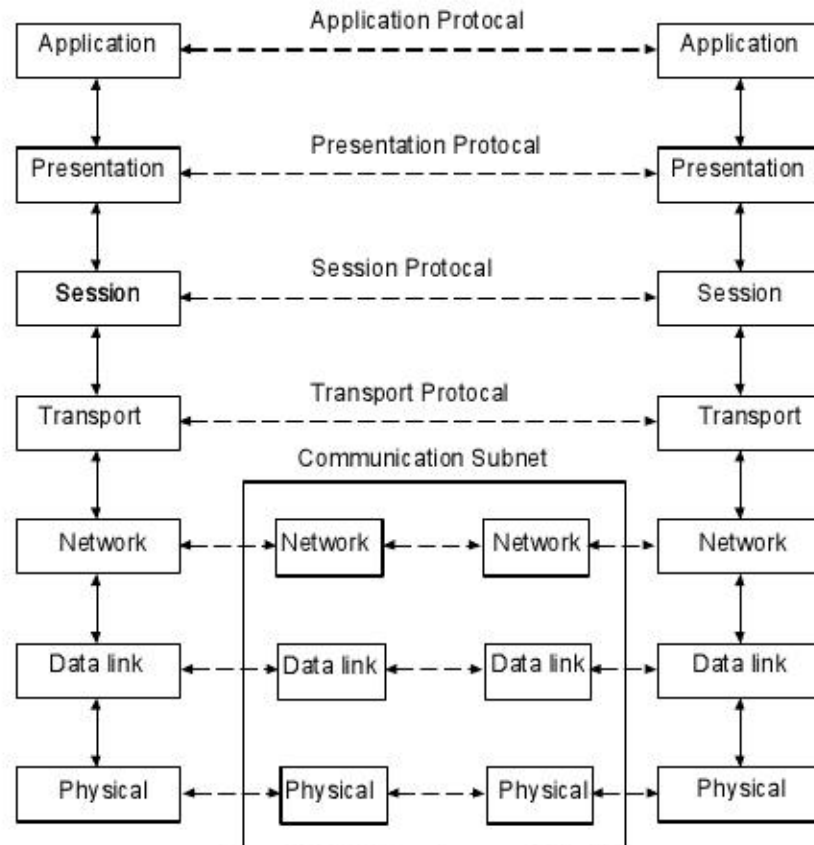 Application Protocal
Application Application
Presentation Protocal
Presentation Presentation
Session Protocal
Session Session
Transport Protocal
Transport Transport
Communication Subnet
Network Network Network Network
Data link Data link Data link Data link
Physical Physical Physical Physical